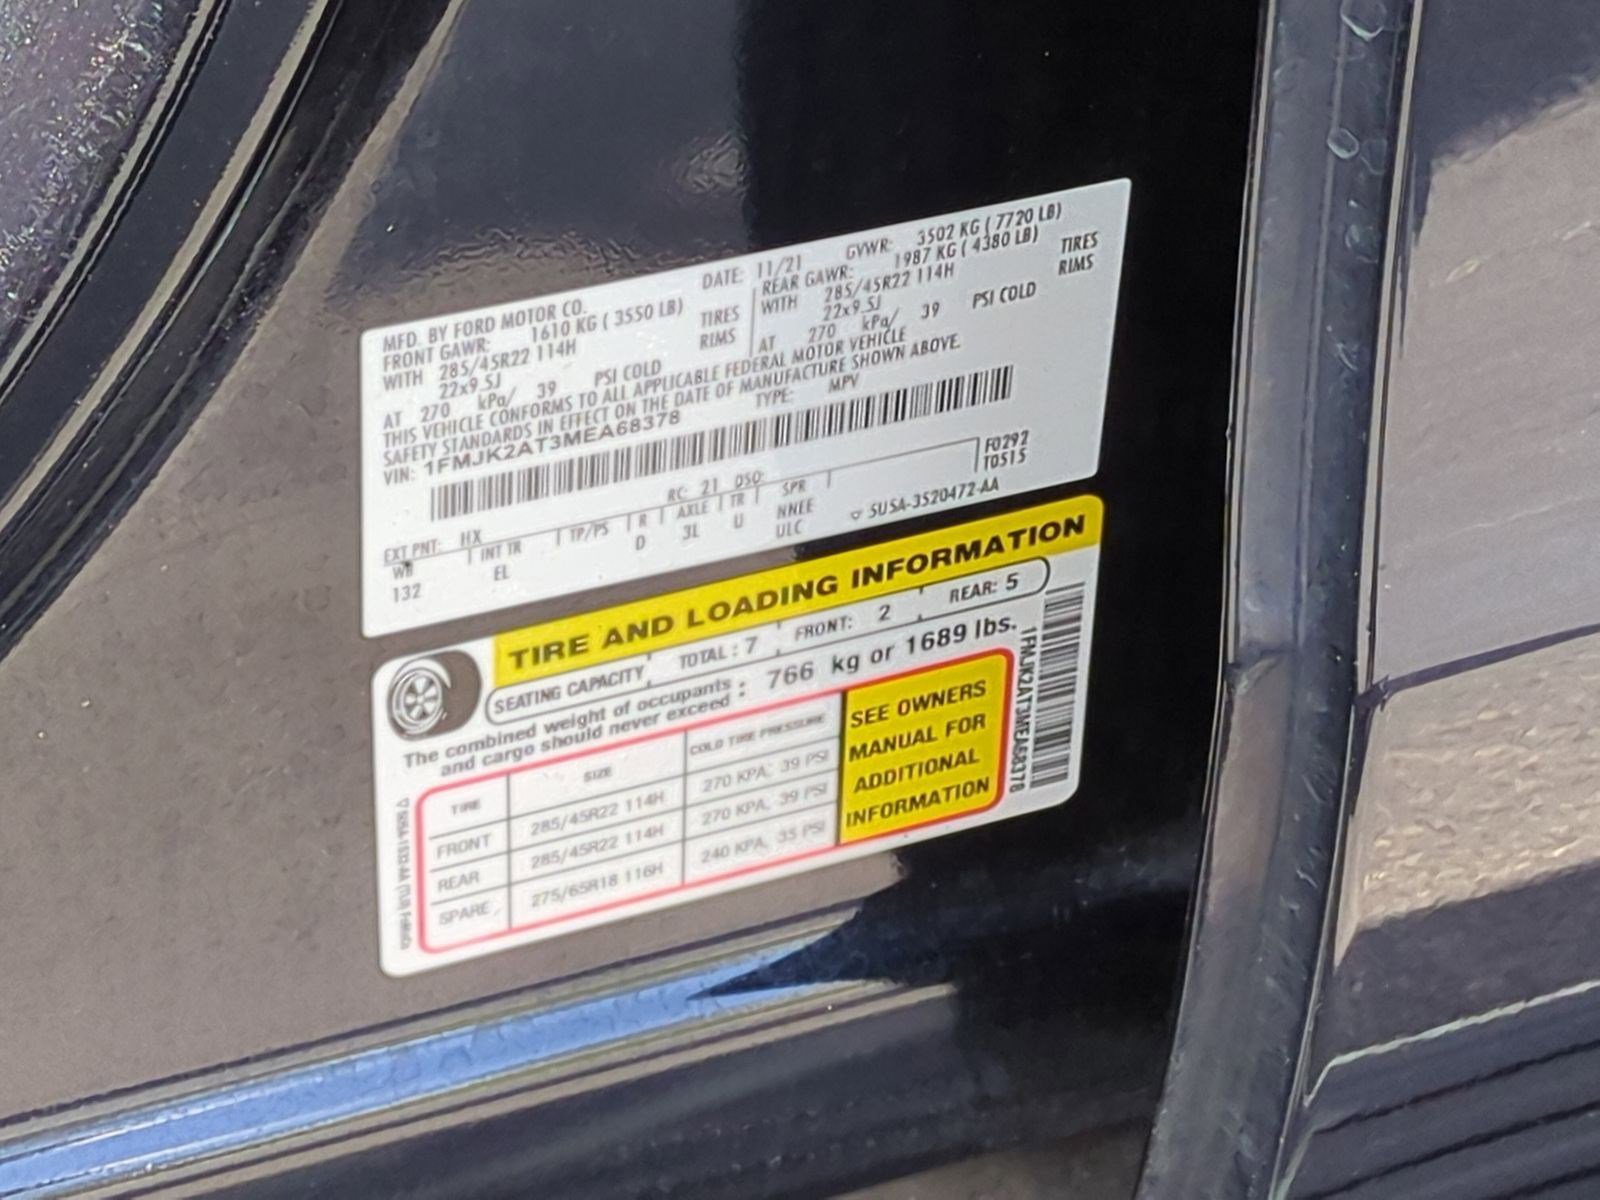 MFD. BY FORD MOTOR CO.
DATE: 11/21 GVWR: 3502 KG ( 7720 LB)
FRONT GAWR: 1610 KG ( 3550 LB) REAR GAWR: 1987 KG ( 4380 LB)
WITH 285/45R22 114H TIRES WITH 285/45R22 114H TIRES
22x9.5J RIMS 22x9.5J RIMS
AT 270 kPa/ 39 PSI COLD AT 270 kPa/ 39 PSI COLD
THIS VEHICLE CONFORMS TO ALL APPLICABLE FEDERAL MOTOR VEHICLE
SAFETY STANDARDS IN EFFECT ON THE DATE OF MANUFACTURE SHOWN ABOVE.
VIN: 1FMJK2AT3MEA68378 TYPE: MPV
F0292
T0515
EXT PNT: HX RC: 21 DSO:
WB INT TR TP/PS R AXLE TR SPR
132 EL D 3L U NNEE
ULC
5USA-3520472-AA
TIRE AND LOADING INFORMATION
SEATING CAPACITY TOTAL : 7 FRONT: 2 REAR: 5
The combined weight of occupants
and cargo should never exceed : 766 kg or 1689 lbs.
TIRE SIZE COLD TIRE PRESSURE
FRONT 285/45R22 114H 270 KPA, 39 PSI
REAR 285/45R22 114H 270 KPA, 39 PSI
SPARE 275/65R18 116H 240 KPA, 35 PSI
SEE OWNERS
MANUAL FOR
ADDITIONAL
INFORMATION
1FMJK2AT3MEA68378